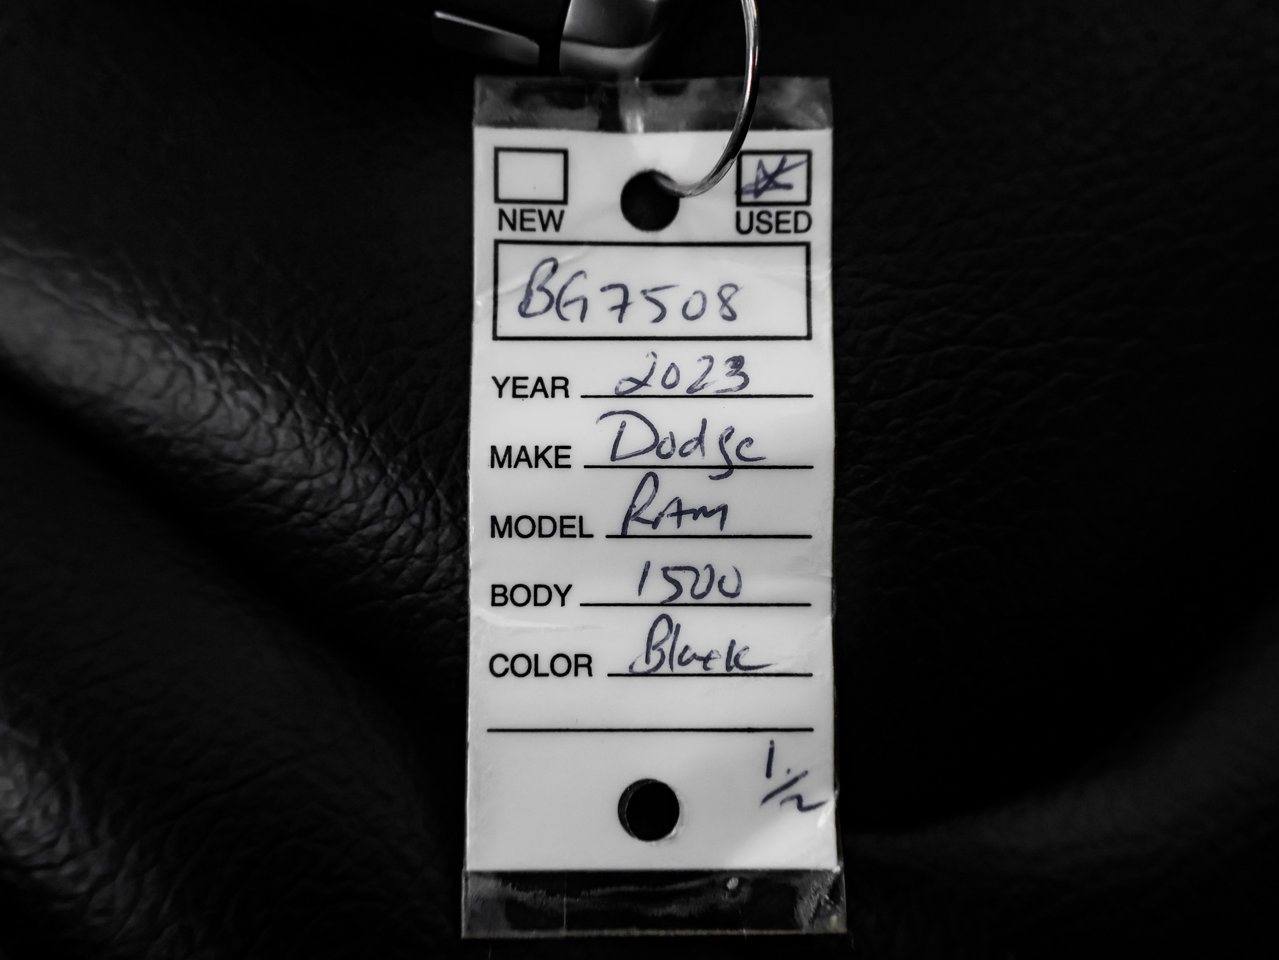 NEW USED
BG7508
YEAR 2023
MAKE Dodge
MODEL RAM
BODY 1500
COLOR Black
1/2